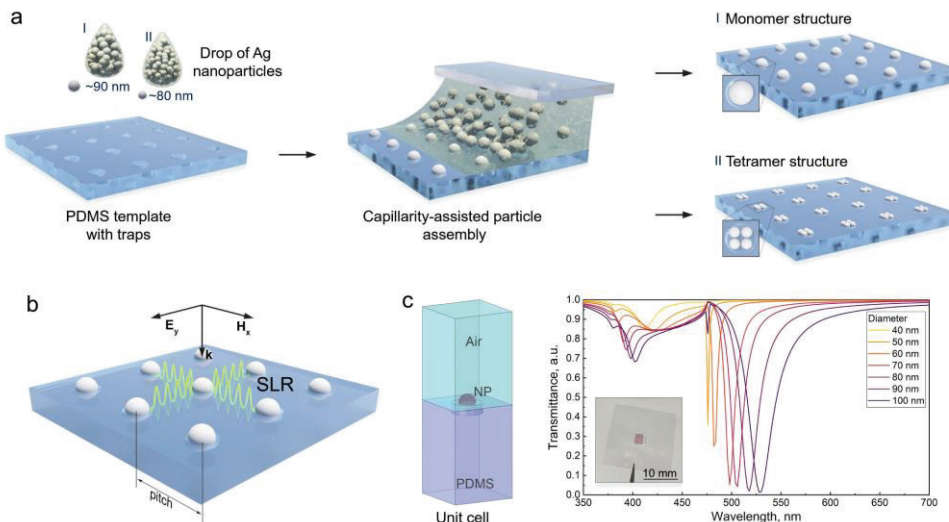 a
I
II
Drop of Ag
nanoparticles
~90 nm
~80 nm
PDMS template
with traps
Capillarity-assisted particle
assembly
I Monomer structure
II Tetramer structure
b
E y
H x
k
SLR
pitch
c
Air
NP
PDMS
Unit cell
Transmittance, a.u.
1.0
0.9
0.8
0.7
0.6
0.5
0.4
0.3
0.2
0.1
0.0
Diameter
40 nm
50 nm
60 nm
70 nm
80 nm
90 nm
100 nm
10 mm
350 400 450 500 550 600 650 700
Wavelength, nm